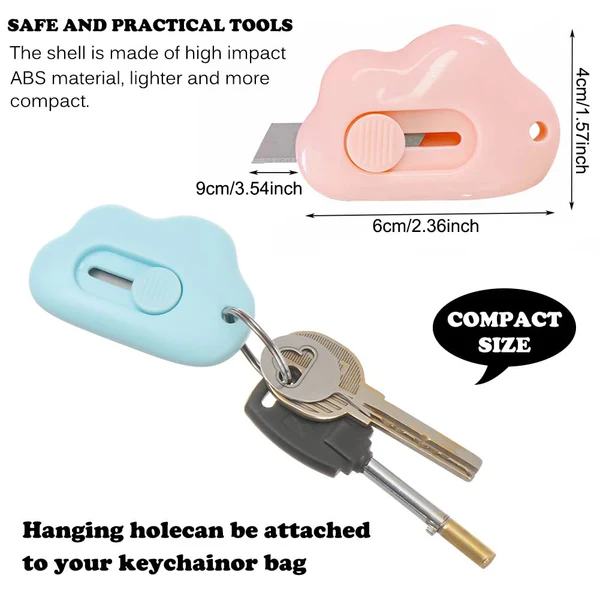 SAFE AND PRACTICAL TOOLS
The shell is made of high impact
ABS material, lighter and more
compact.
4cm/1.57inch
9cm/3.54inch
6cm/2.36inch
COMPACT
SIZE
Hanging holecan be attached
to your keychainor bag